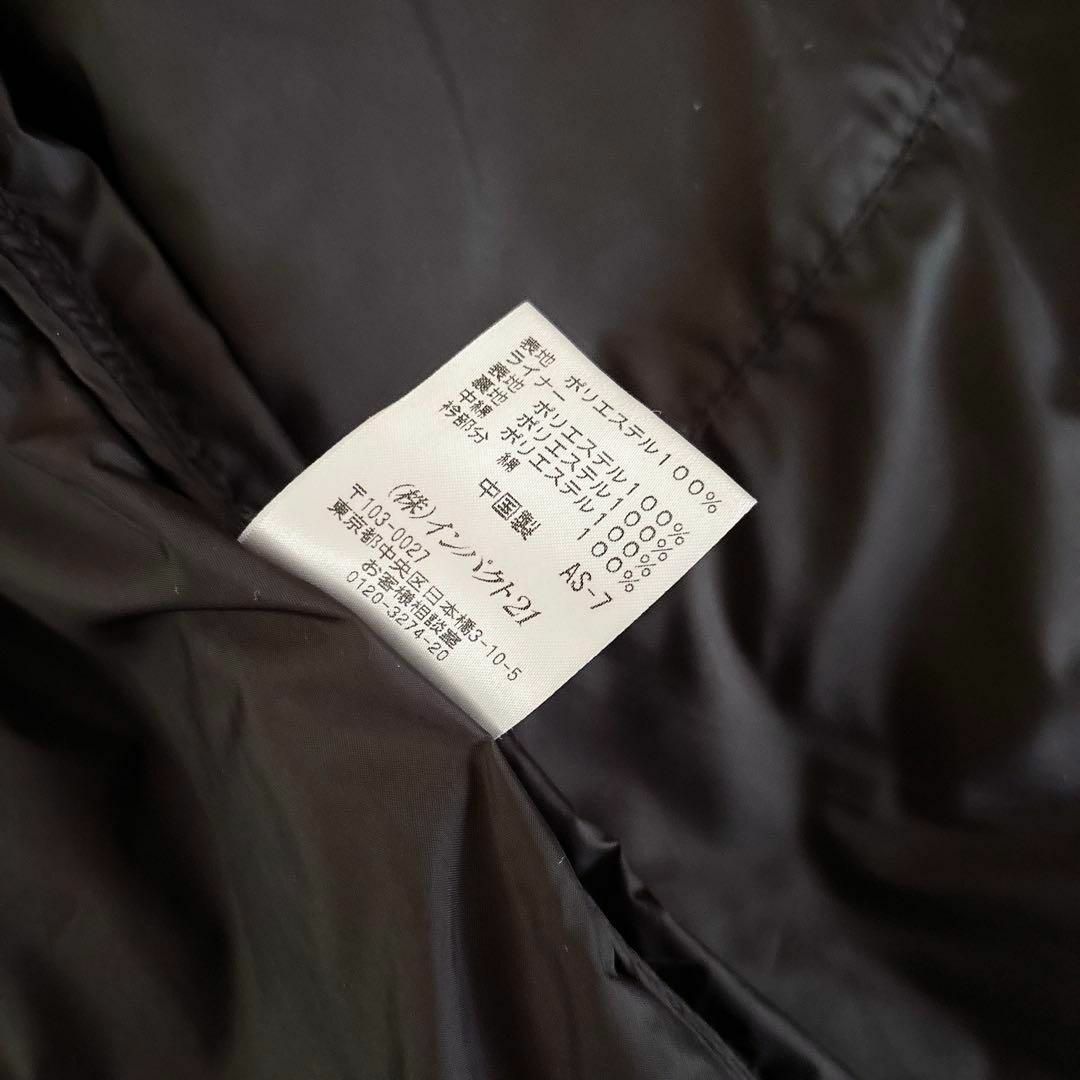 表地 ポリエステル100%
ライナー
表地 ポリエステル100%
裏地 ポリエステル100%
中綿 ポリエステル100%
衿部分 綿 100%
中国製 AS-7
(株)インパクト21
〒103-0027
東京都中央区日本橋3-10-5
お客様相談室
0120-3274-20